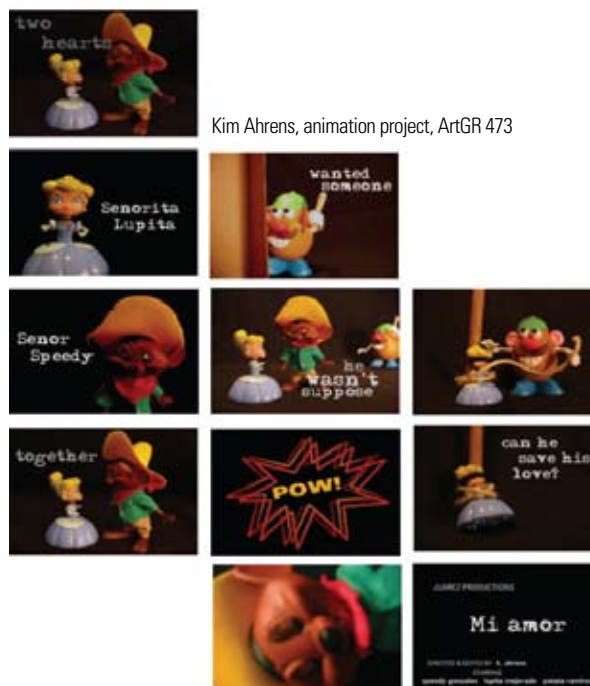 two
hearts
Kim Ahrens, animation project, ArtGR 473
Senorita
Lupita
wanted
someone
Senor
Speedy
he
wasn't
suppose
together
POW!
can he
save his
love?
JUAREZ PRODUCTIONS
Mi amor